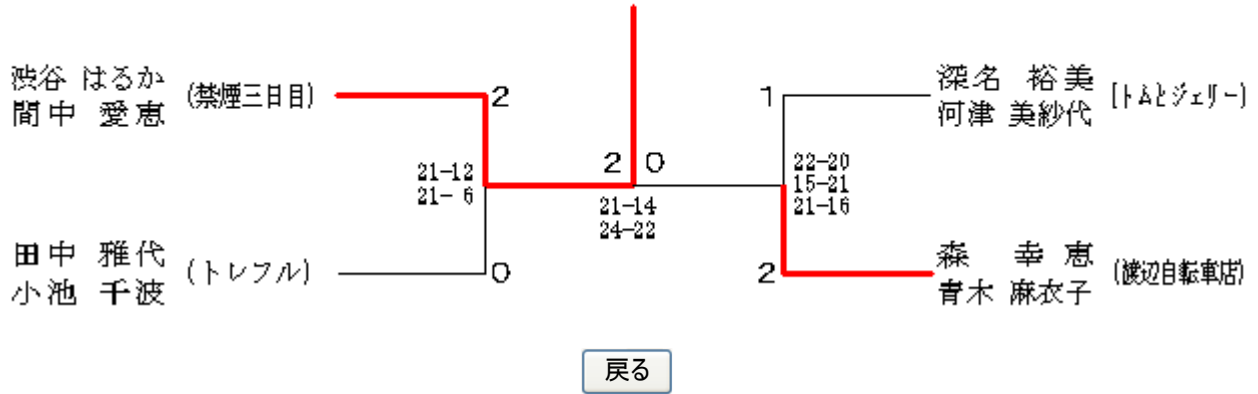 渋谷 はるか
間中 愛恵
(禁煙三日目)
2
21-12
21- 6
田中 雅代
小池 千波
(トレフル)
0
2 0
21-14
24-22
深名 裕美
河津 美紗代
(トムとジェリー)
1
22-20
15-21
21-16
森 幸恵
青木 麻衣子
(渡辺自転車店)
2
戻る